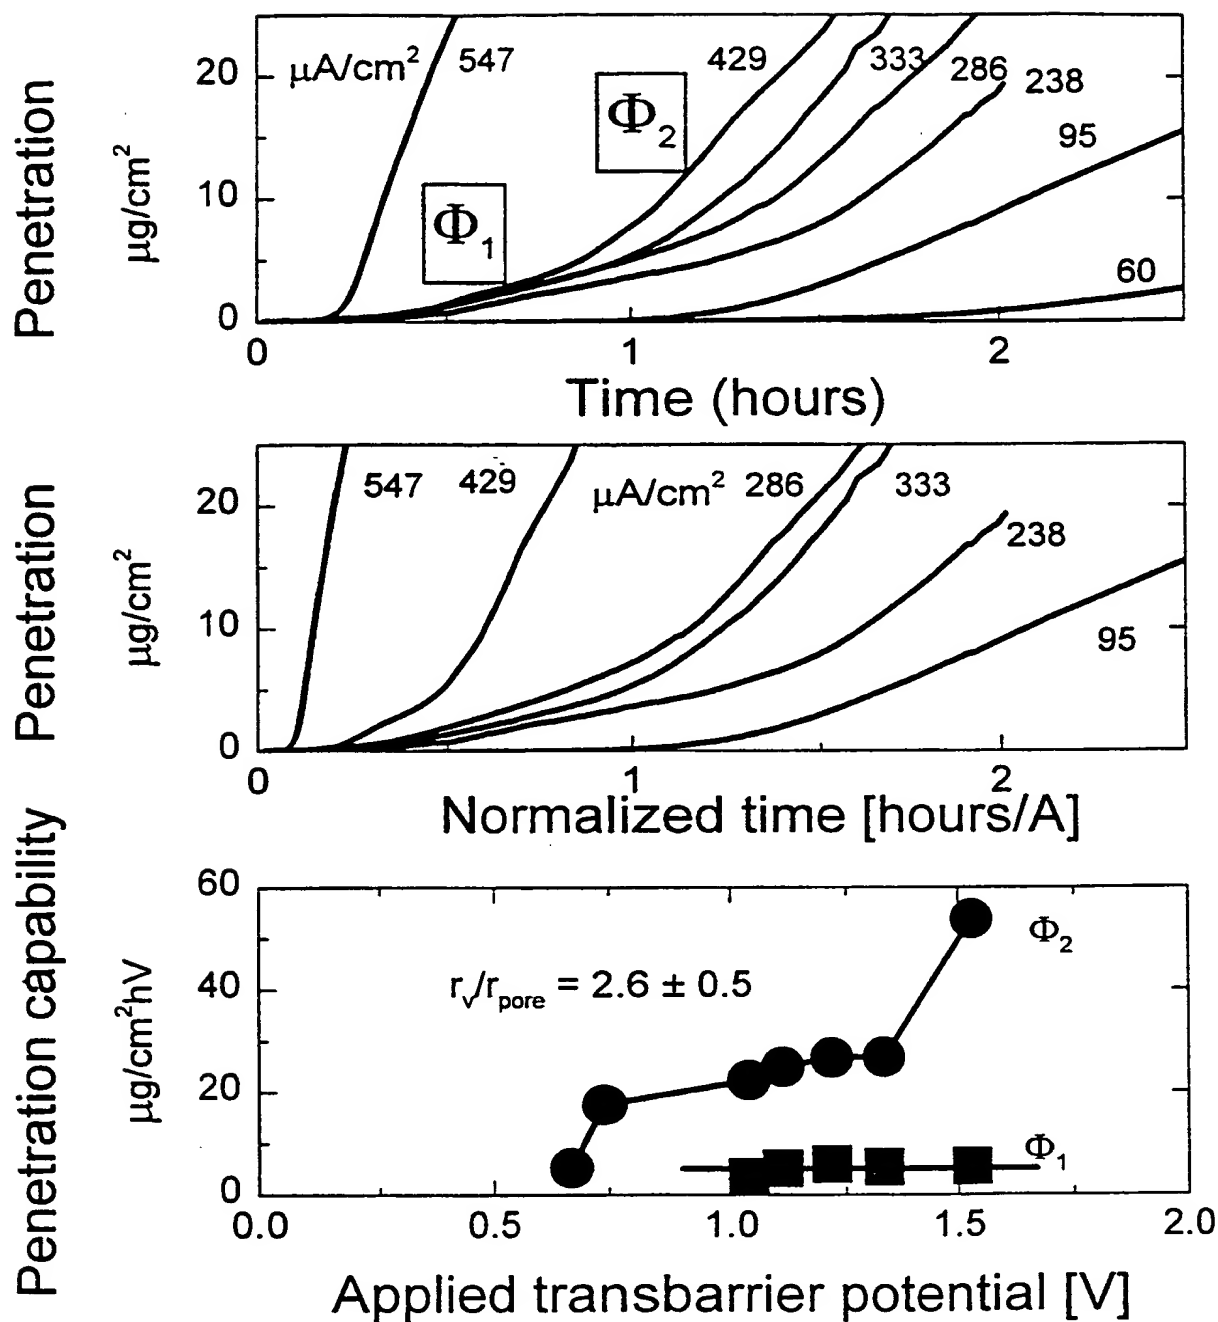 Penetration
μg/cm²
20
10
0
μA/cm²
547
429
333
286
238
95
60
Φ₂
Φ₁
0
1
2
Time (hours)
Penetration
μg/cm²
20
10
0
547
429
μA/cm²
286
333
238
95
0
1
2
Normalized time [hours/A]
Penetration capability
μg/cm²hV
60
40
20
0
rᵥ/rpore = 2.6 ± 0.5
Φ₂
Φ₁
0.0
0.5
1.0
1.5
2.0
Applied transbarrier potential [V]